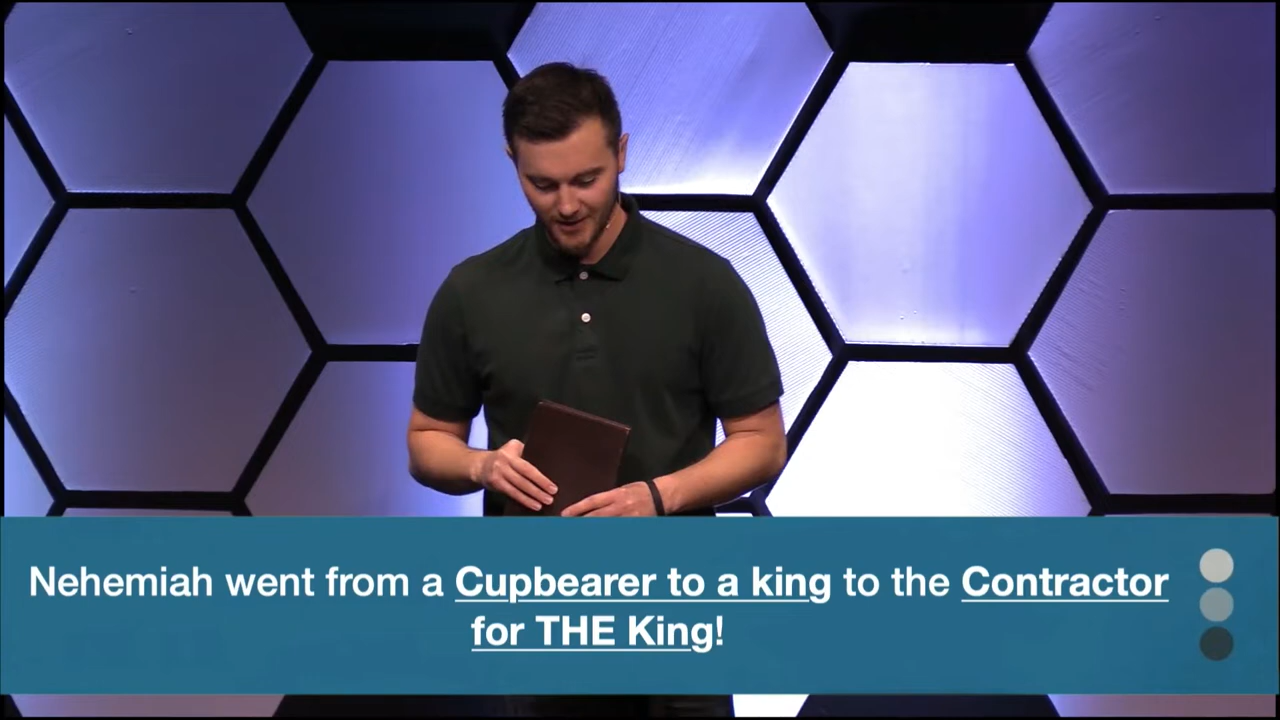 Nehemiah went from a Cupbearer to a king to the Contractor
for THE King!